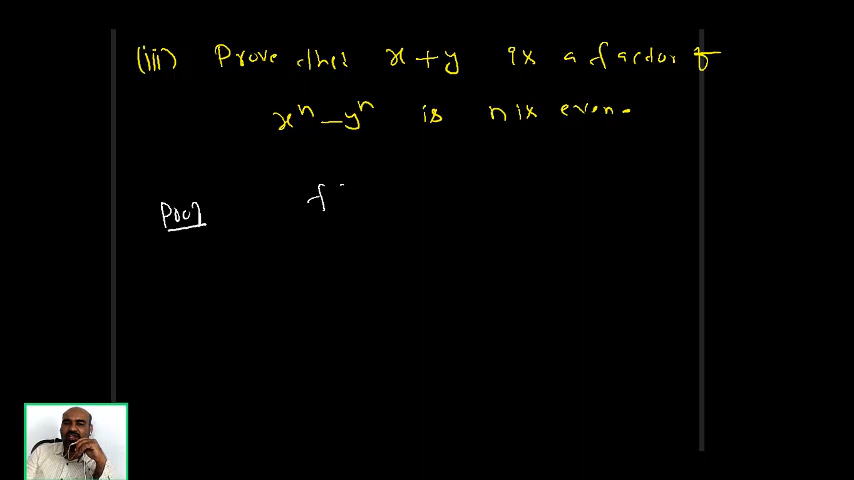 (iii) Prove that x + y is a factor of
xⁿ – yⁿ is n is even.
Proof
f